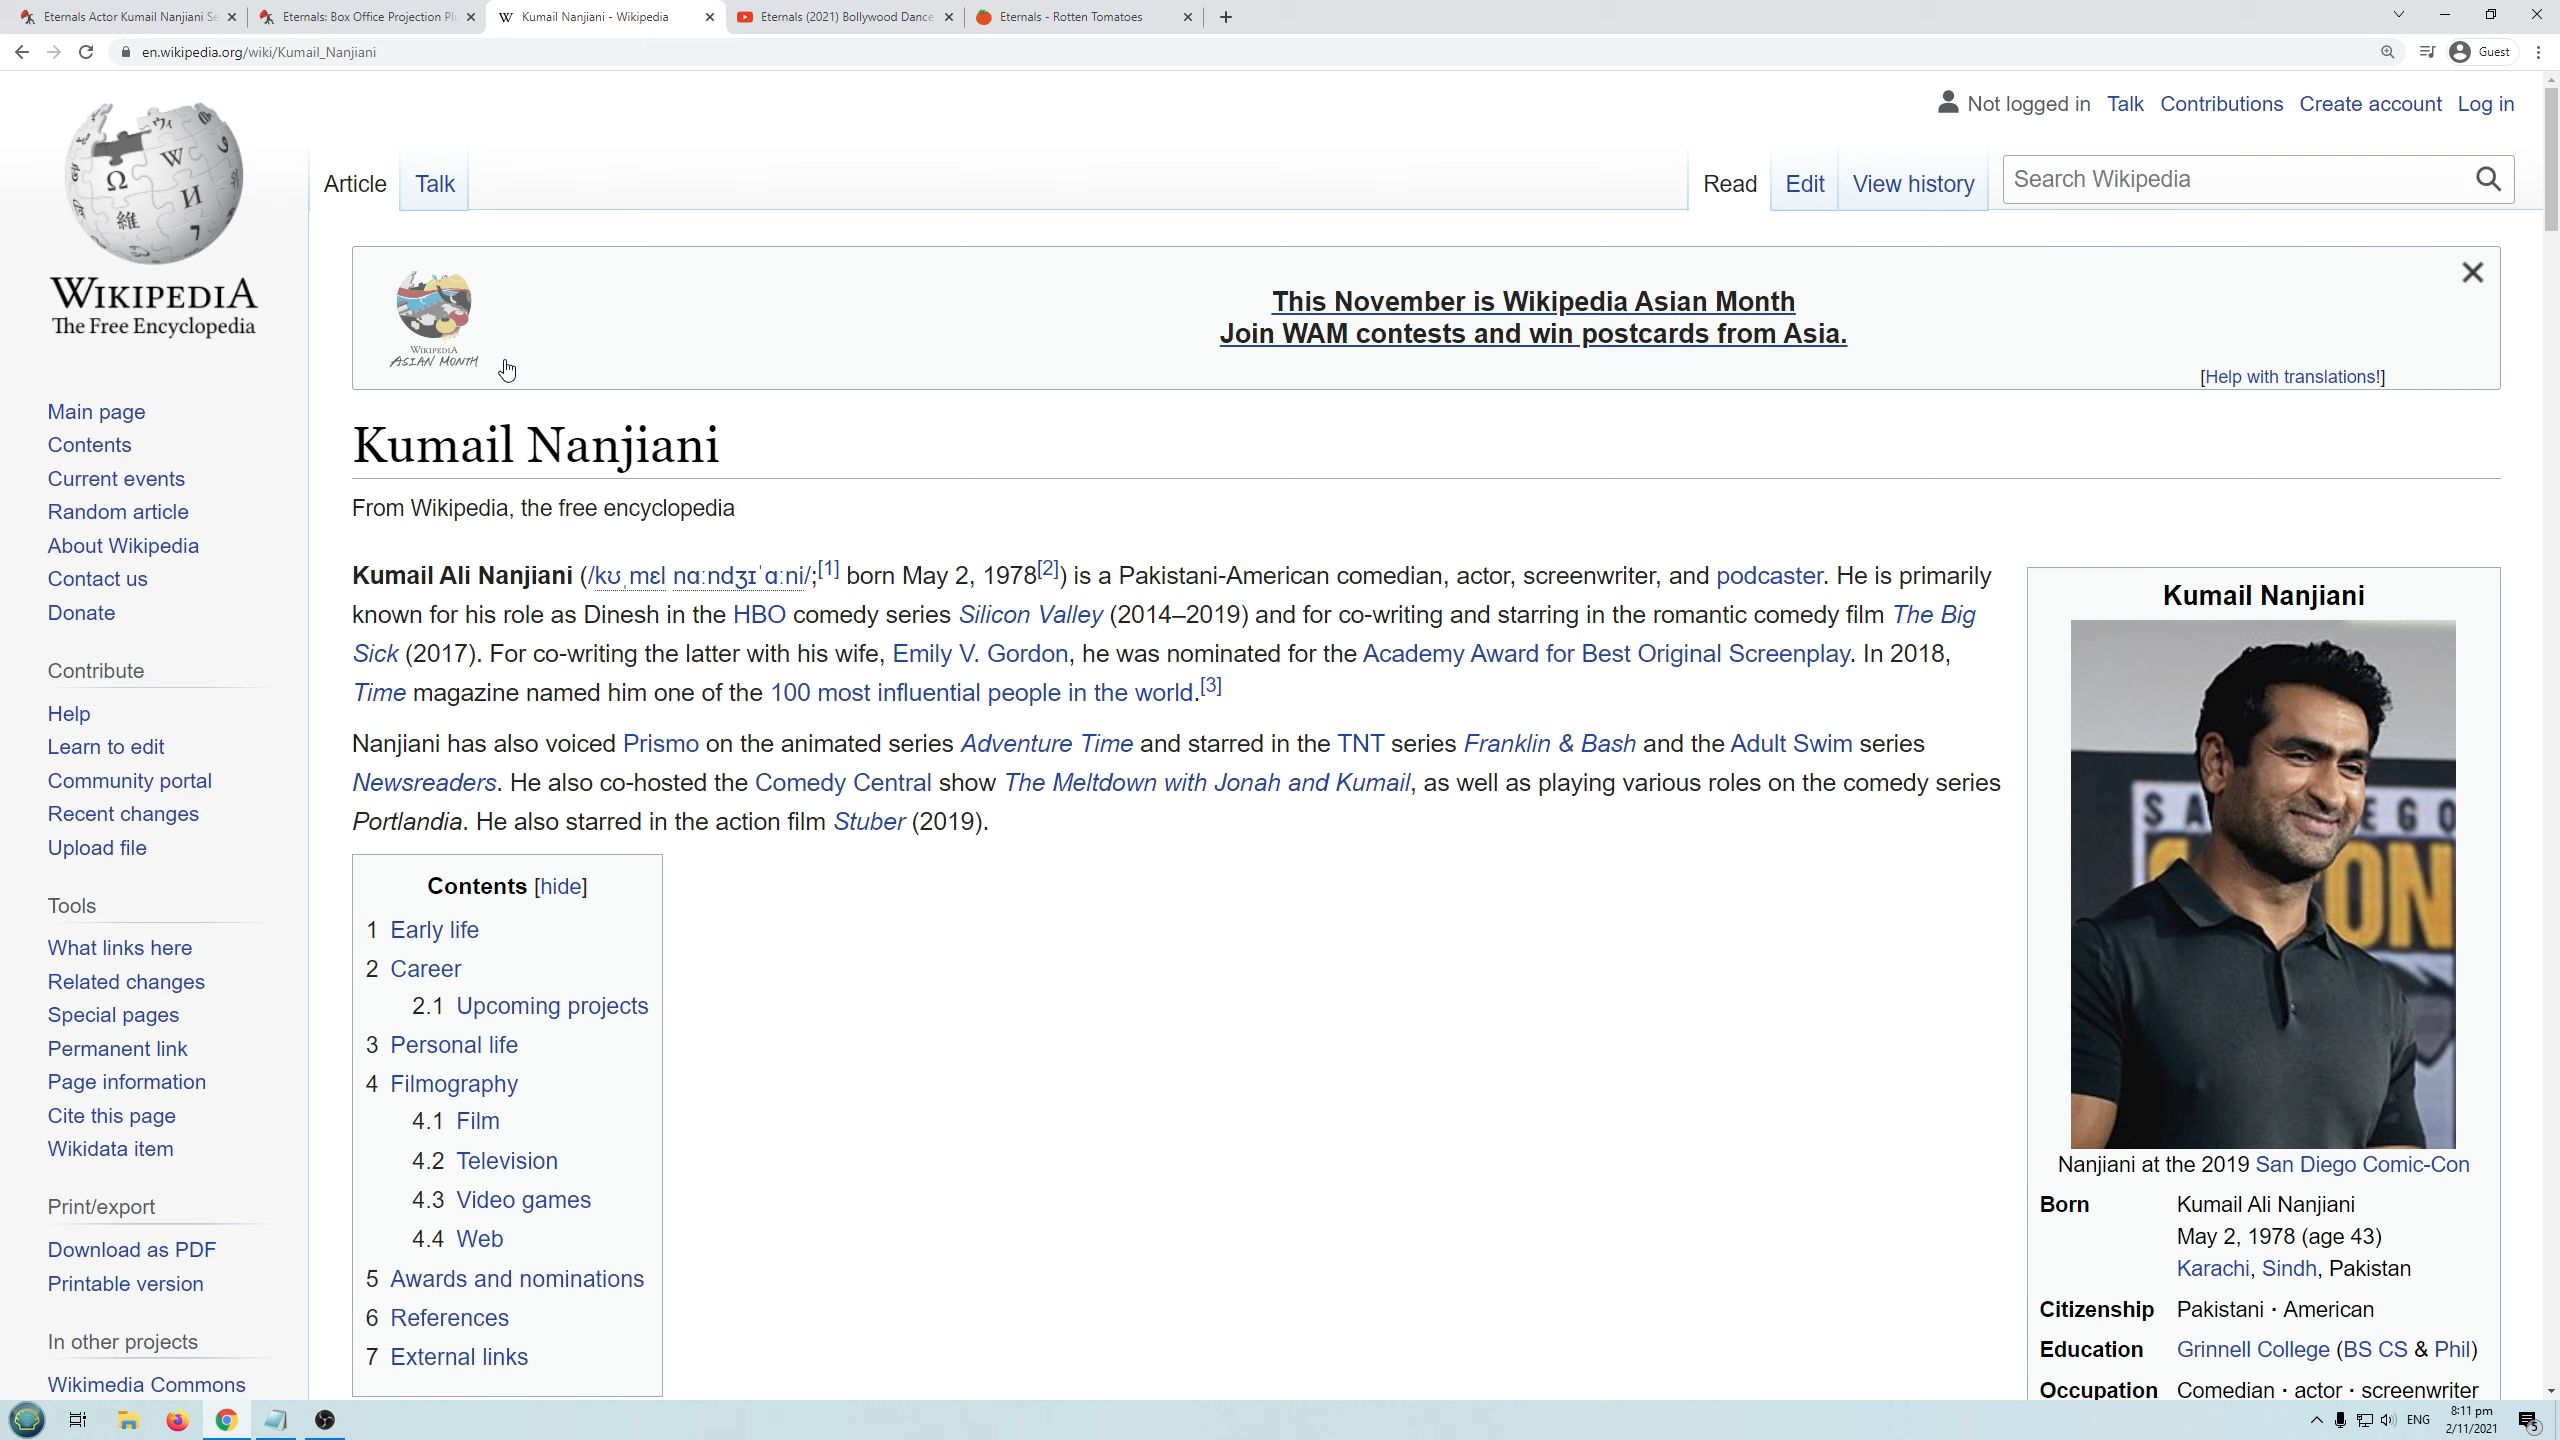 Eternals Actor Kumail Nanjiani Se
Eternals: Box Office Projection Plu
Kumail Nanjiani - Wikipedia
Eternals (2021) Bollywood Dance
Eternals - Rotten Tomatoes
en.wikipedia.org/wiki/Kumail_Nanjiani
Guest
Not logged in Talk Contributions Create account Log in
Article Talk
Read Edit View history
Search Wikipedia
WIKIPEDIA
The Free Encyclopedia
Main page
Contents
Current events
Random article
About Wikipedia
Contact us
Donate
Contribute
Help
Learn to edit
Community portal
Recent changes
Upload file
Tools
What links here
Related changes
Special pages
Permanent link
Page information
Cite this page
Wikidata item
Print/export
Download as PDF
Printable version
In other projects
Wikimedia Commons
WIKIPEDIA
ASIAN MONTH
This November is Wikipedia Asian Month
Join WAM contests and win postcards from Asia.
[Help with translations!]
Kumail Nanjiani
From Wikipedia, the free encyclopedia
Kumail Ali Nanjiani (/kʊˌmɛl nɑːndʒɪˈɑːni/;[1] born May 2, 1978[2]) is a Pakistani-American comedian, actor, screenwriter, and podcaster. He is primarily
known for his role as Dinesh in the HBO comedy series Silicon Valley (2014–2019) and for co-writing and starring in the romantic comedy film The Big
Sick (2017). For co-writing the latter with his wife, Emily V. Gordon, he was nominated for the Academy Award for Best Original Screenplay. In 2018,
Time magazine named him one of the 100 most influential people in the world.[3]
Nanjiani has also voiced Prismo on the animated series Adventure Time and starred in the TNT series Franklin & Bash and the Adult Swim series
Newsreaders. He also co-hosted the Comedy Central show The Meltdown with Jonah and Kumail, as well as playing various roles on the comedy series
Portlandia. He also starred in the action film Stuber (2019).
Contents [hide]
1 Early life
2 Career
2.1 Upcoming projects
3 Personal life
4 Filmography
4.1 Film
4.2 Television
4.3 Video games
4.4 Web
5 Awards and nominations
6 References
7 External links
Kumail Nanjiani
SA EGO
ON
Nanjiani at the 2019 San Diego Comic-Con
Born Kumail Ali Nanjiani
May 2, 1978 (age 43)
Karachi, Sindh, Pakistan
Citizenship Pakistani · American
Education Grinnell College (BS CS & Phil)
Occupation Comedian · actor · screenwriter
ENG
8:11 pm
2/11/2021
5